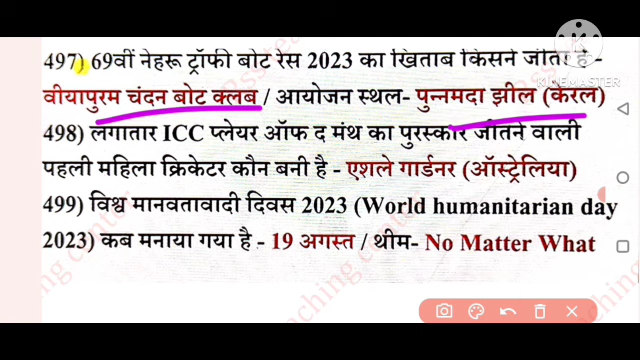 497) 69वीं नेहरू ट्रॉफी बोट रेस 2023 का खिताब किसने जीता है -
वीयापुरम चंदन बोट क्लब / आयोजन स्थल- पुन्नमदा झील (केरल)
498) लगातार ICC प्लेयर ऑफ द मंथ का पुरस्कार जीतने वाली
पहली महिला क्रिकेटर कौन बनी है - एशले गार्डनर (ऑस्ट्रेलिया)
499) विश्व मानवतावादी दिवस 2023 (World humanitarian day
2023) कब मनाया गया है - 19 अगस्त / थीम- No Matter What
KINEMASTER